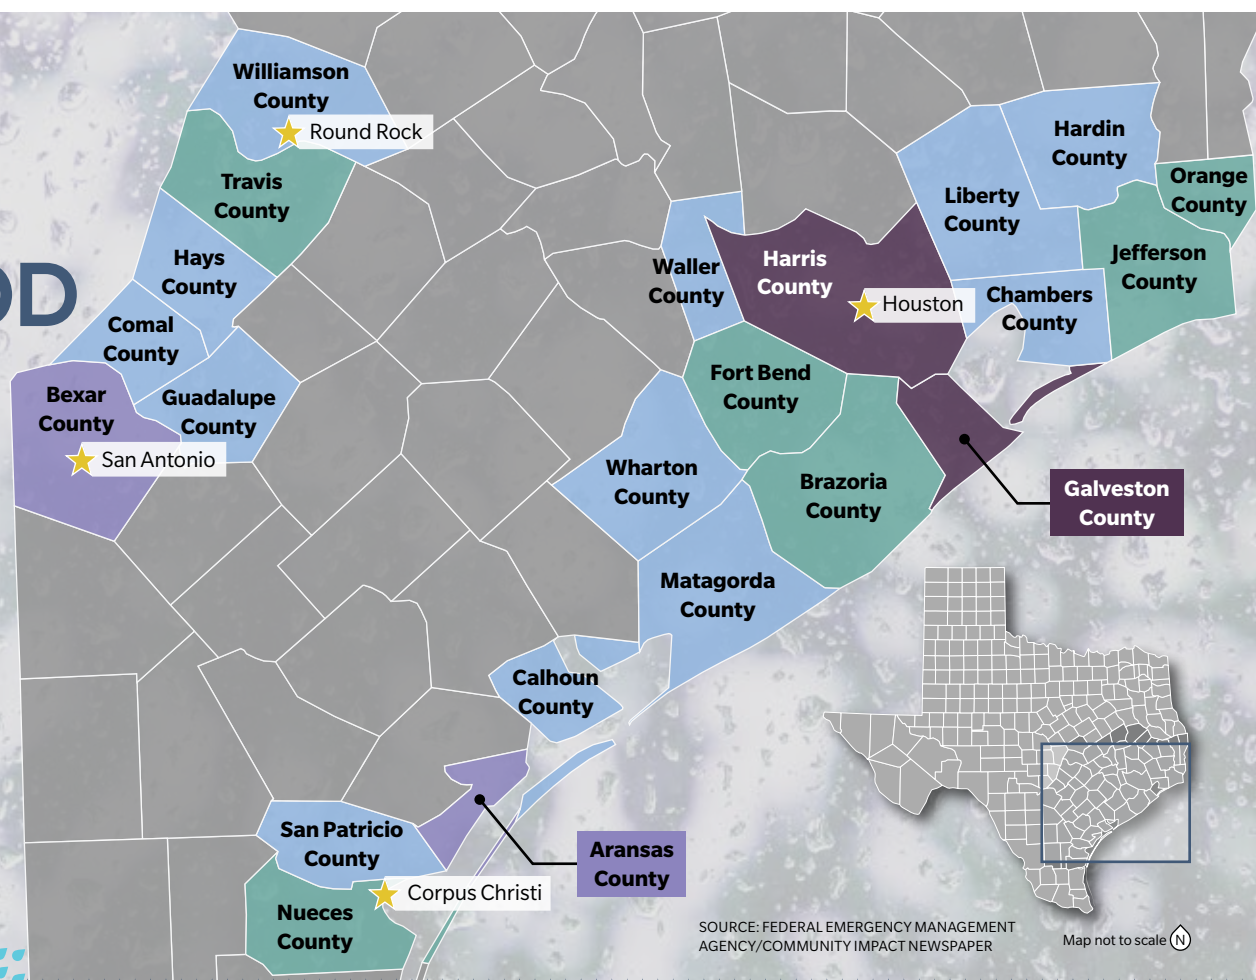 Williamson
County
Round Rock
Travis
County
Hays
County
Comal
County
Bexar
County
Guadalupe
County
San Antonio
OD
Hardin
County
Orange
County
Liberty
County
Jefferson
County
Waller
County
Harris
County
Houston
Chambers
County
Fort Bend
County
Wharton
County
Brazoria
County
Galveston
County
Matagorda
County
Calhoun
County
San Patricio
County
Aransas
County
Corpus Christi
Nueces
County
SOURCE: FEDERAL EMERGENCY MANAGEMENT
AGENCY/COMMUNITY IMPACT NEWSPAPER
Map not to scale N